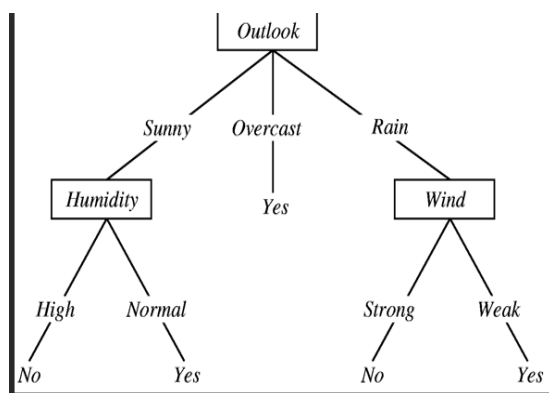 Outlook
Sunny Overcast Rain
Humidity Yes Wind
High Normal Strong Weak
No Yes No Yes